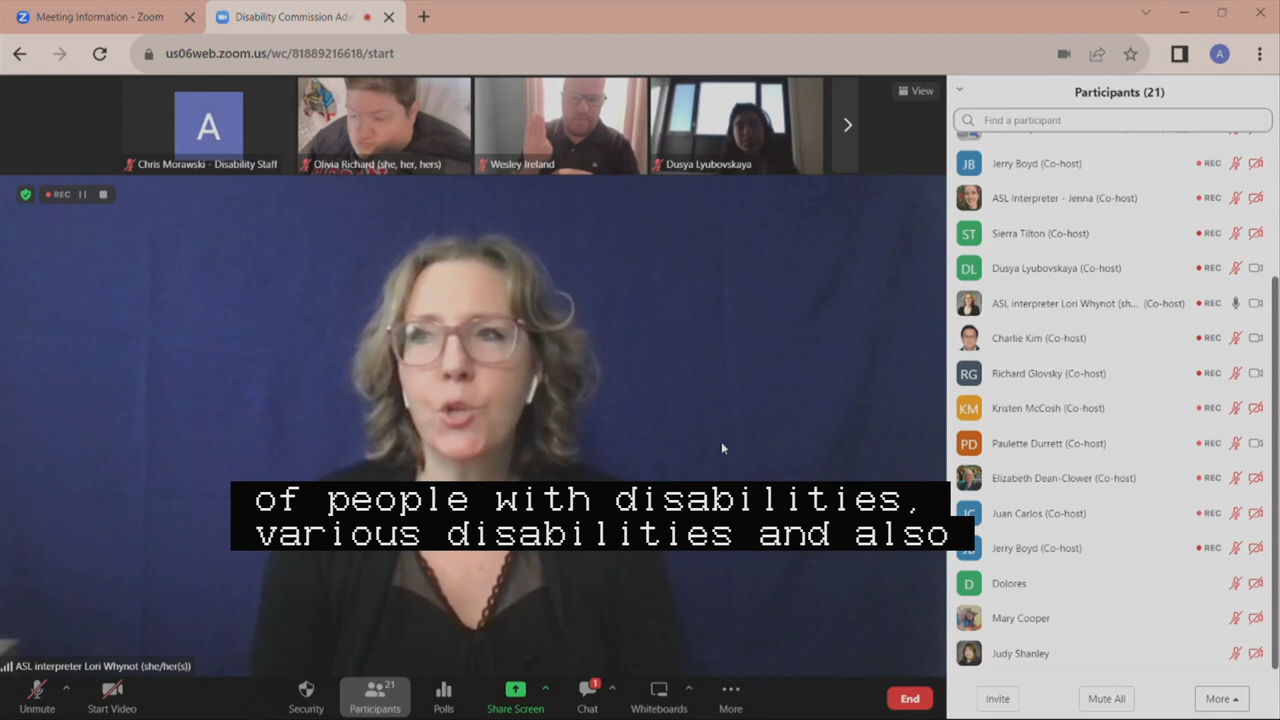 Meeting Information - Zoom
Disability Commission Adv
us06web.zoom.us/wc/81889216618/start
A
A
Chris Morawski - Disability Staff
Olivia Richard (she, her, hers)
Wesley Ireland
Dusya Lyubovskaya
View
REC
Participants (21)
Find a participant
JB Jerry Boyd (Co-host) REC
ASL Interpreter - Jenna (Co-host) REC
ST Sierra Tilton (Co-host) REC
DL Dusya Lyubovskaya (Co-host) REC
ASL interpreter Lori Whynot (sh... (Co-host) REC
Charlie Kim (Co-host) REC
RG Richard Glovsky (Co-host) REC
KM Kristen McCosh (Co-host) REC
PD Paulette Durrett (Co-host) REC
Elizabeth Dean-Clower (Co-host) REC
JC Juan Carlos (Co-host) REC
JB Jerry Boyd (Co-host) REC
D Dolores
Mary Cooper
Judy Shanley
of people with disabilities,
various disabilities and also
ASL interpreter Lori Whynot (she/her(s))
Unmute
Start Video
Security
21
Participants
Polls
Share Screen
1
Chat
Whiteboards
More
End
Invite
Mute All
More